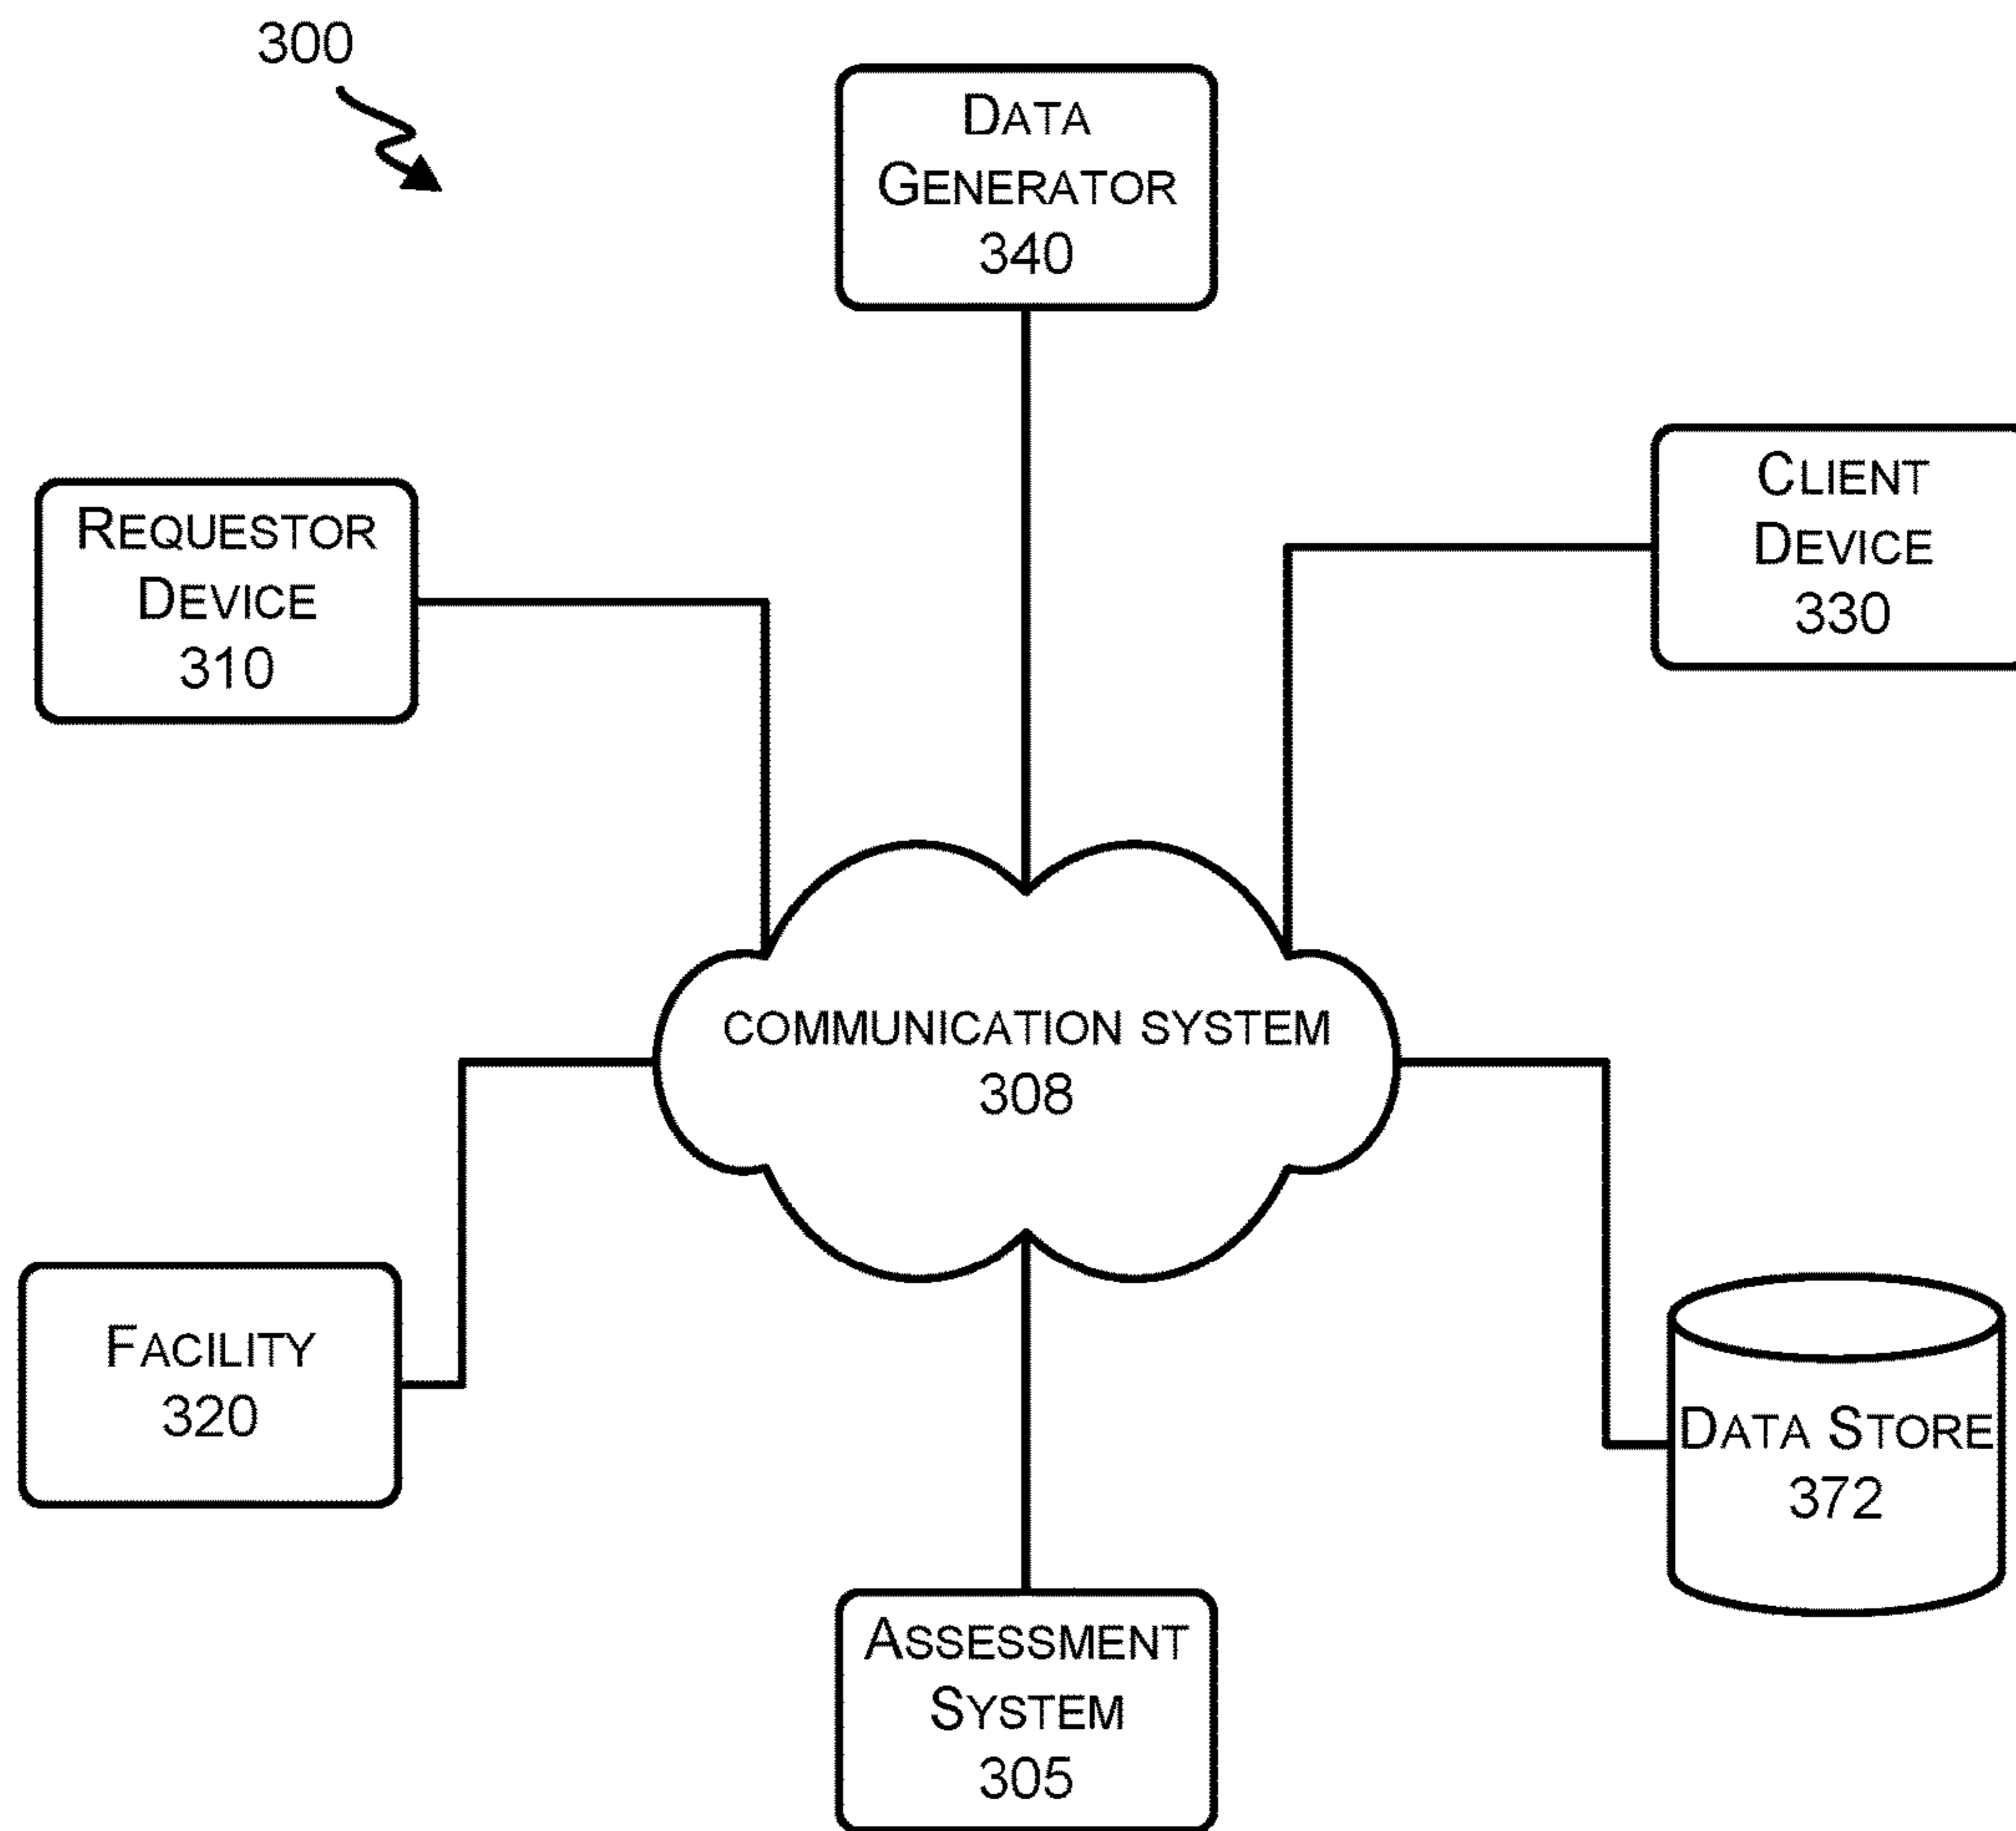 300
DATA
GENERATOR
340
CLIENT
DEVICE
330
REQUESTOR
DEVICE
310
COMMUNICATION SYSTEM
308
FACILITY
320
DATA STORE
372
ASSESSMENT
SYSTEM
305